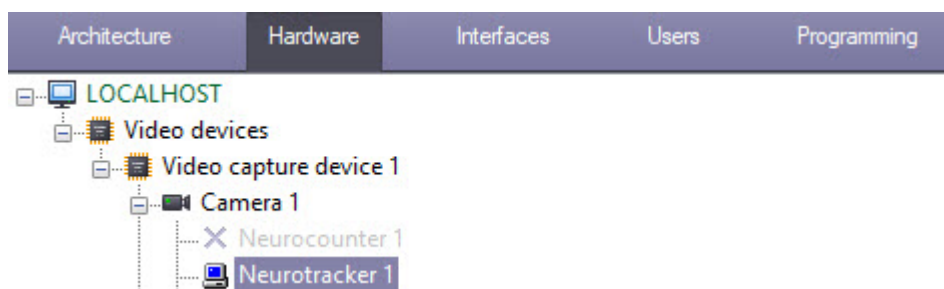 Architecture Hardware Interfaces Users Programming
LOCALHOST
Video devices
Video capture device 1
Camera 1
Neurocounter 1
Neurotracker 1